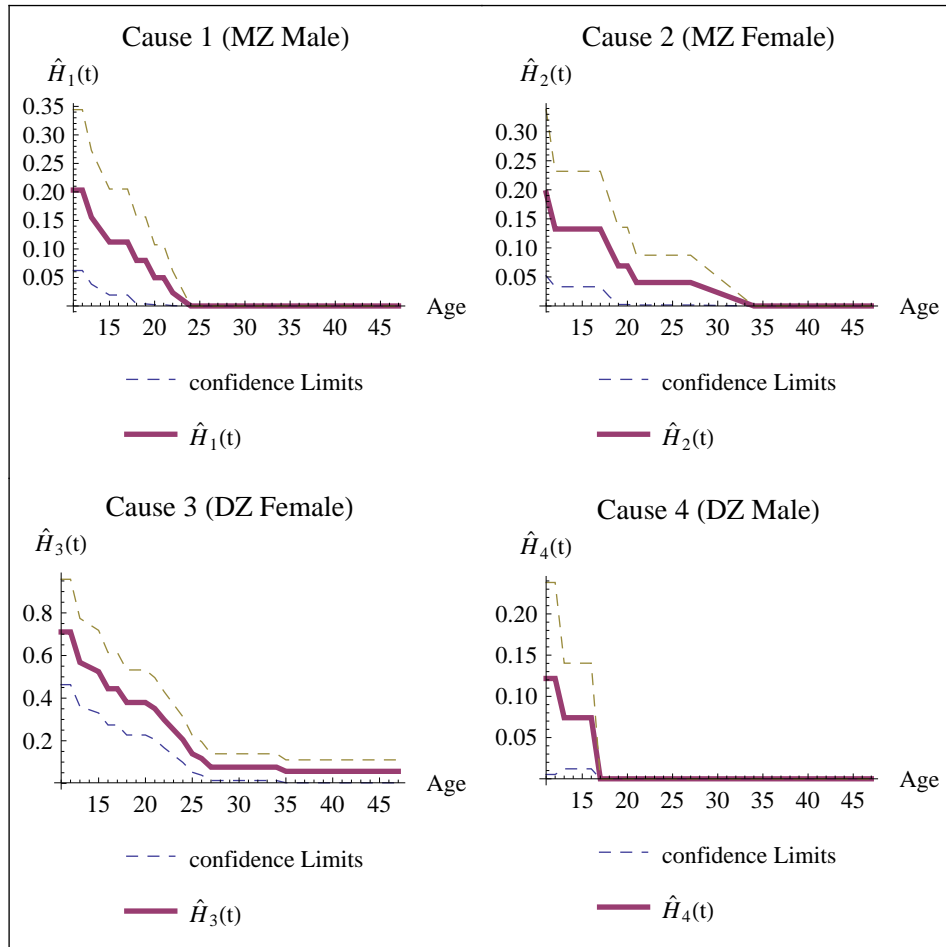 Cause 1 (MZ Male)
Ĥ₁(t)
0.35
0.30
0.25
0.20
0.15
0.10
0.05
15 20 25 30 35 40 45
Age
confidence Limits
Ĥ₁(t)
Cause 2 (MZ Female)
Ĥ₂(t)
0.30
0.25
0.20
0.15
0.10
0.05
15 20 25 30 35 40 45
Age
confidence Limits
Ĥ₂(t)
Cause 3 (DZ Female)
Ĥ₃(t)
0.8
0.6
0.4
0.2
15 20 25 30 35 40 45
Age
confidence Limits
Ĥ₃(t)
Cause 4 (DZ Male)
Ĥ₄(t)
0.20
0.15
0.10
0.05
15 20 25 30 35 40 45
Age
confidence Limits
Ĥ₄(t)